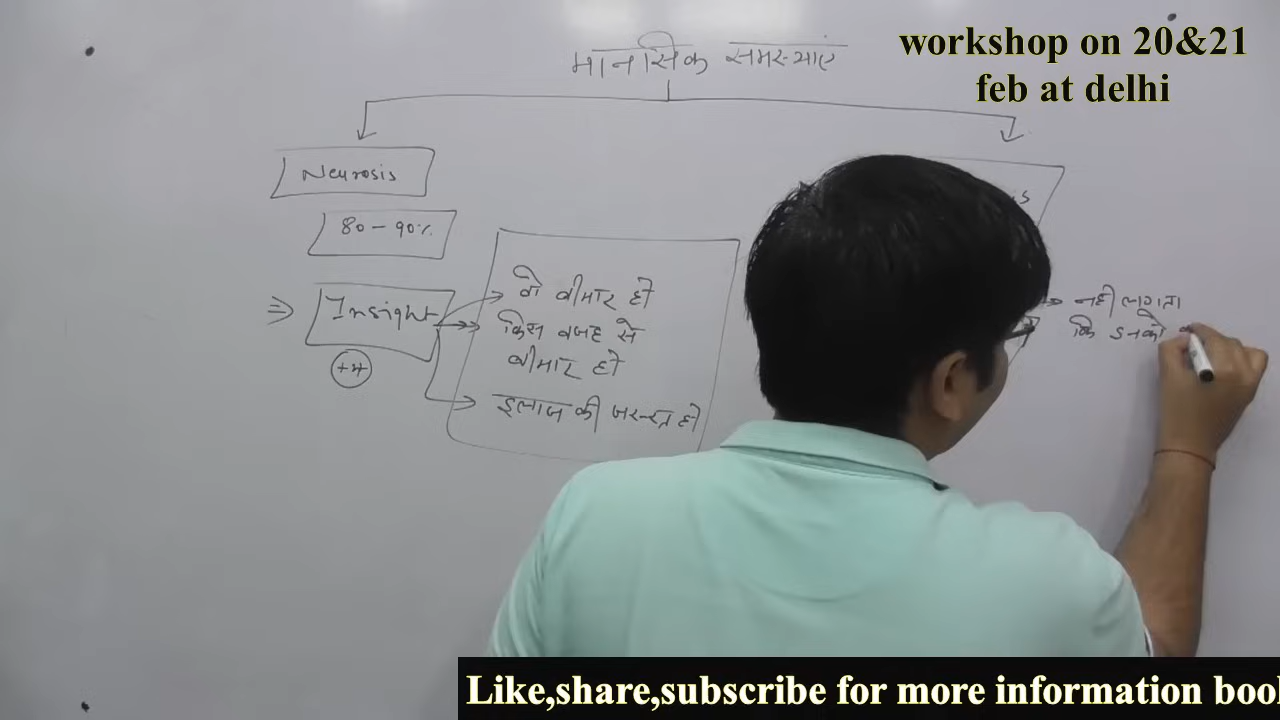 workshop on 20&21
feb at delhi
मानसिक समस्याएं
Neurosis
80-90%
Insight
वो बीमार है
किस वजह से
बीमार है
इलाज की जरूरत है
नही लगता
कि इनको
Like,share,subscribe for more information boo